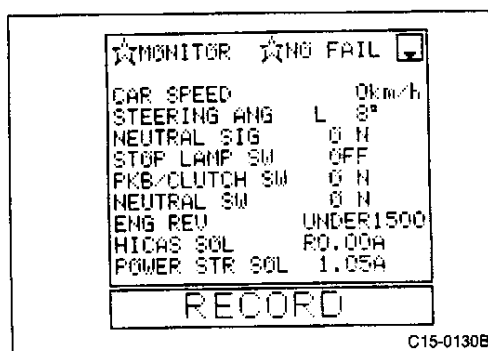 ☆MONITOR ☆NO FAIL
CAR SPEED 0km/h
STEERING ANG L 8°
NEUTRAL SIG O N
STOP LAMP SW OFF
PKB/CLUTCH SW O N
NEUTRAL SW O N
ENG REV UNDER1500
HICAS SOL R0.00A
POWER STR SOL 1.05A
RECORD
C15-0130B